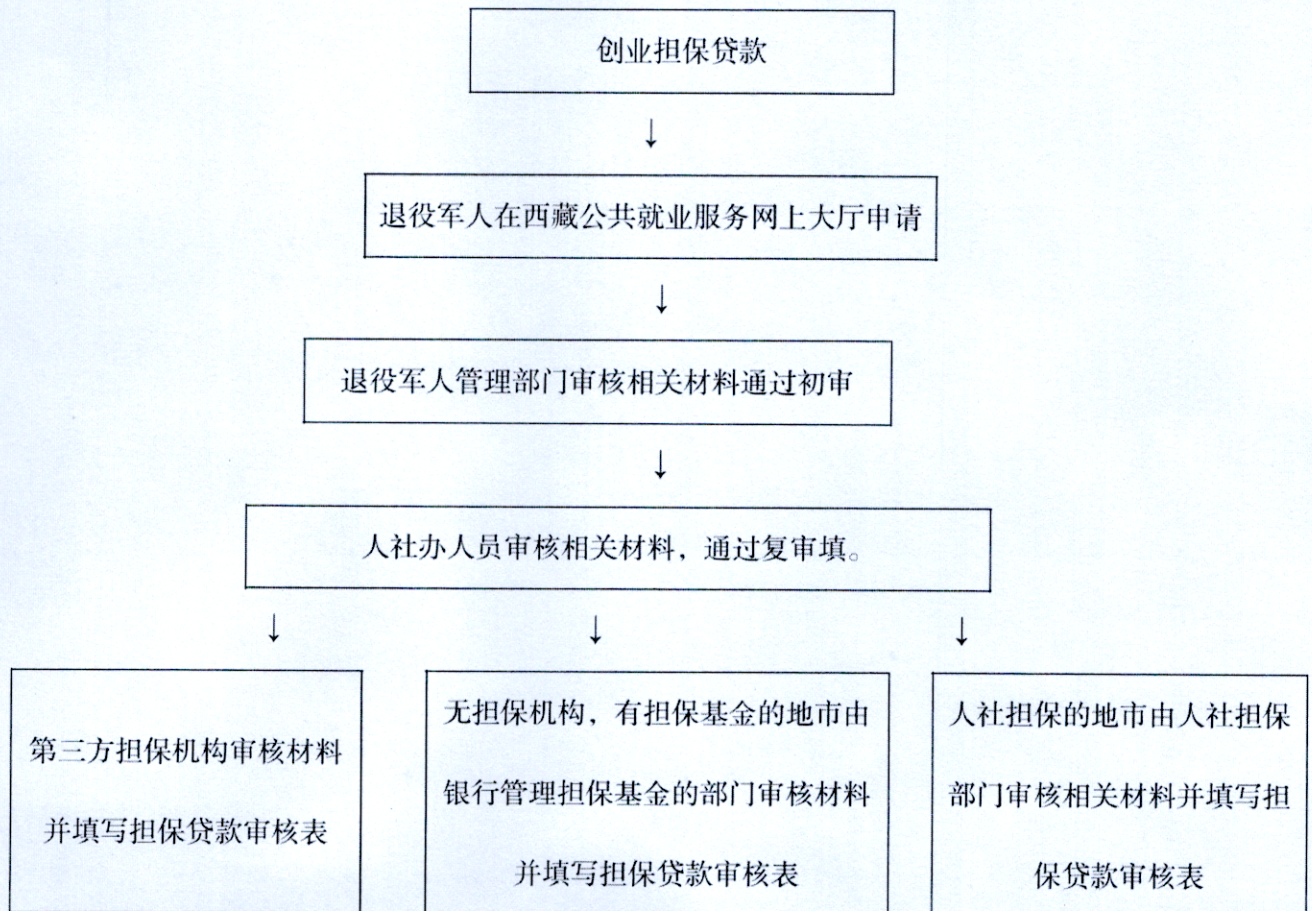 创业担保贷款
↓
退役军人在西藏公共就业服务网上大厅申请
↓
退役军人管理部门审核相关材料通过初审
↓
人社办人员审核相关材料，通过复审填。
↓ ↓ ↓
第三方担保机构审核材料
并填写担保贷款审核表
无担保机构，有担保基金的地市由
银行管理担保基金的部门审核材料
并填写担保贷款审核表
人社担保的地市由人社担保
部门审核相关材料并填写担
保贷款审核表